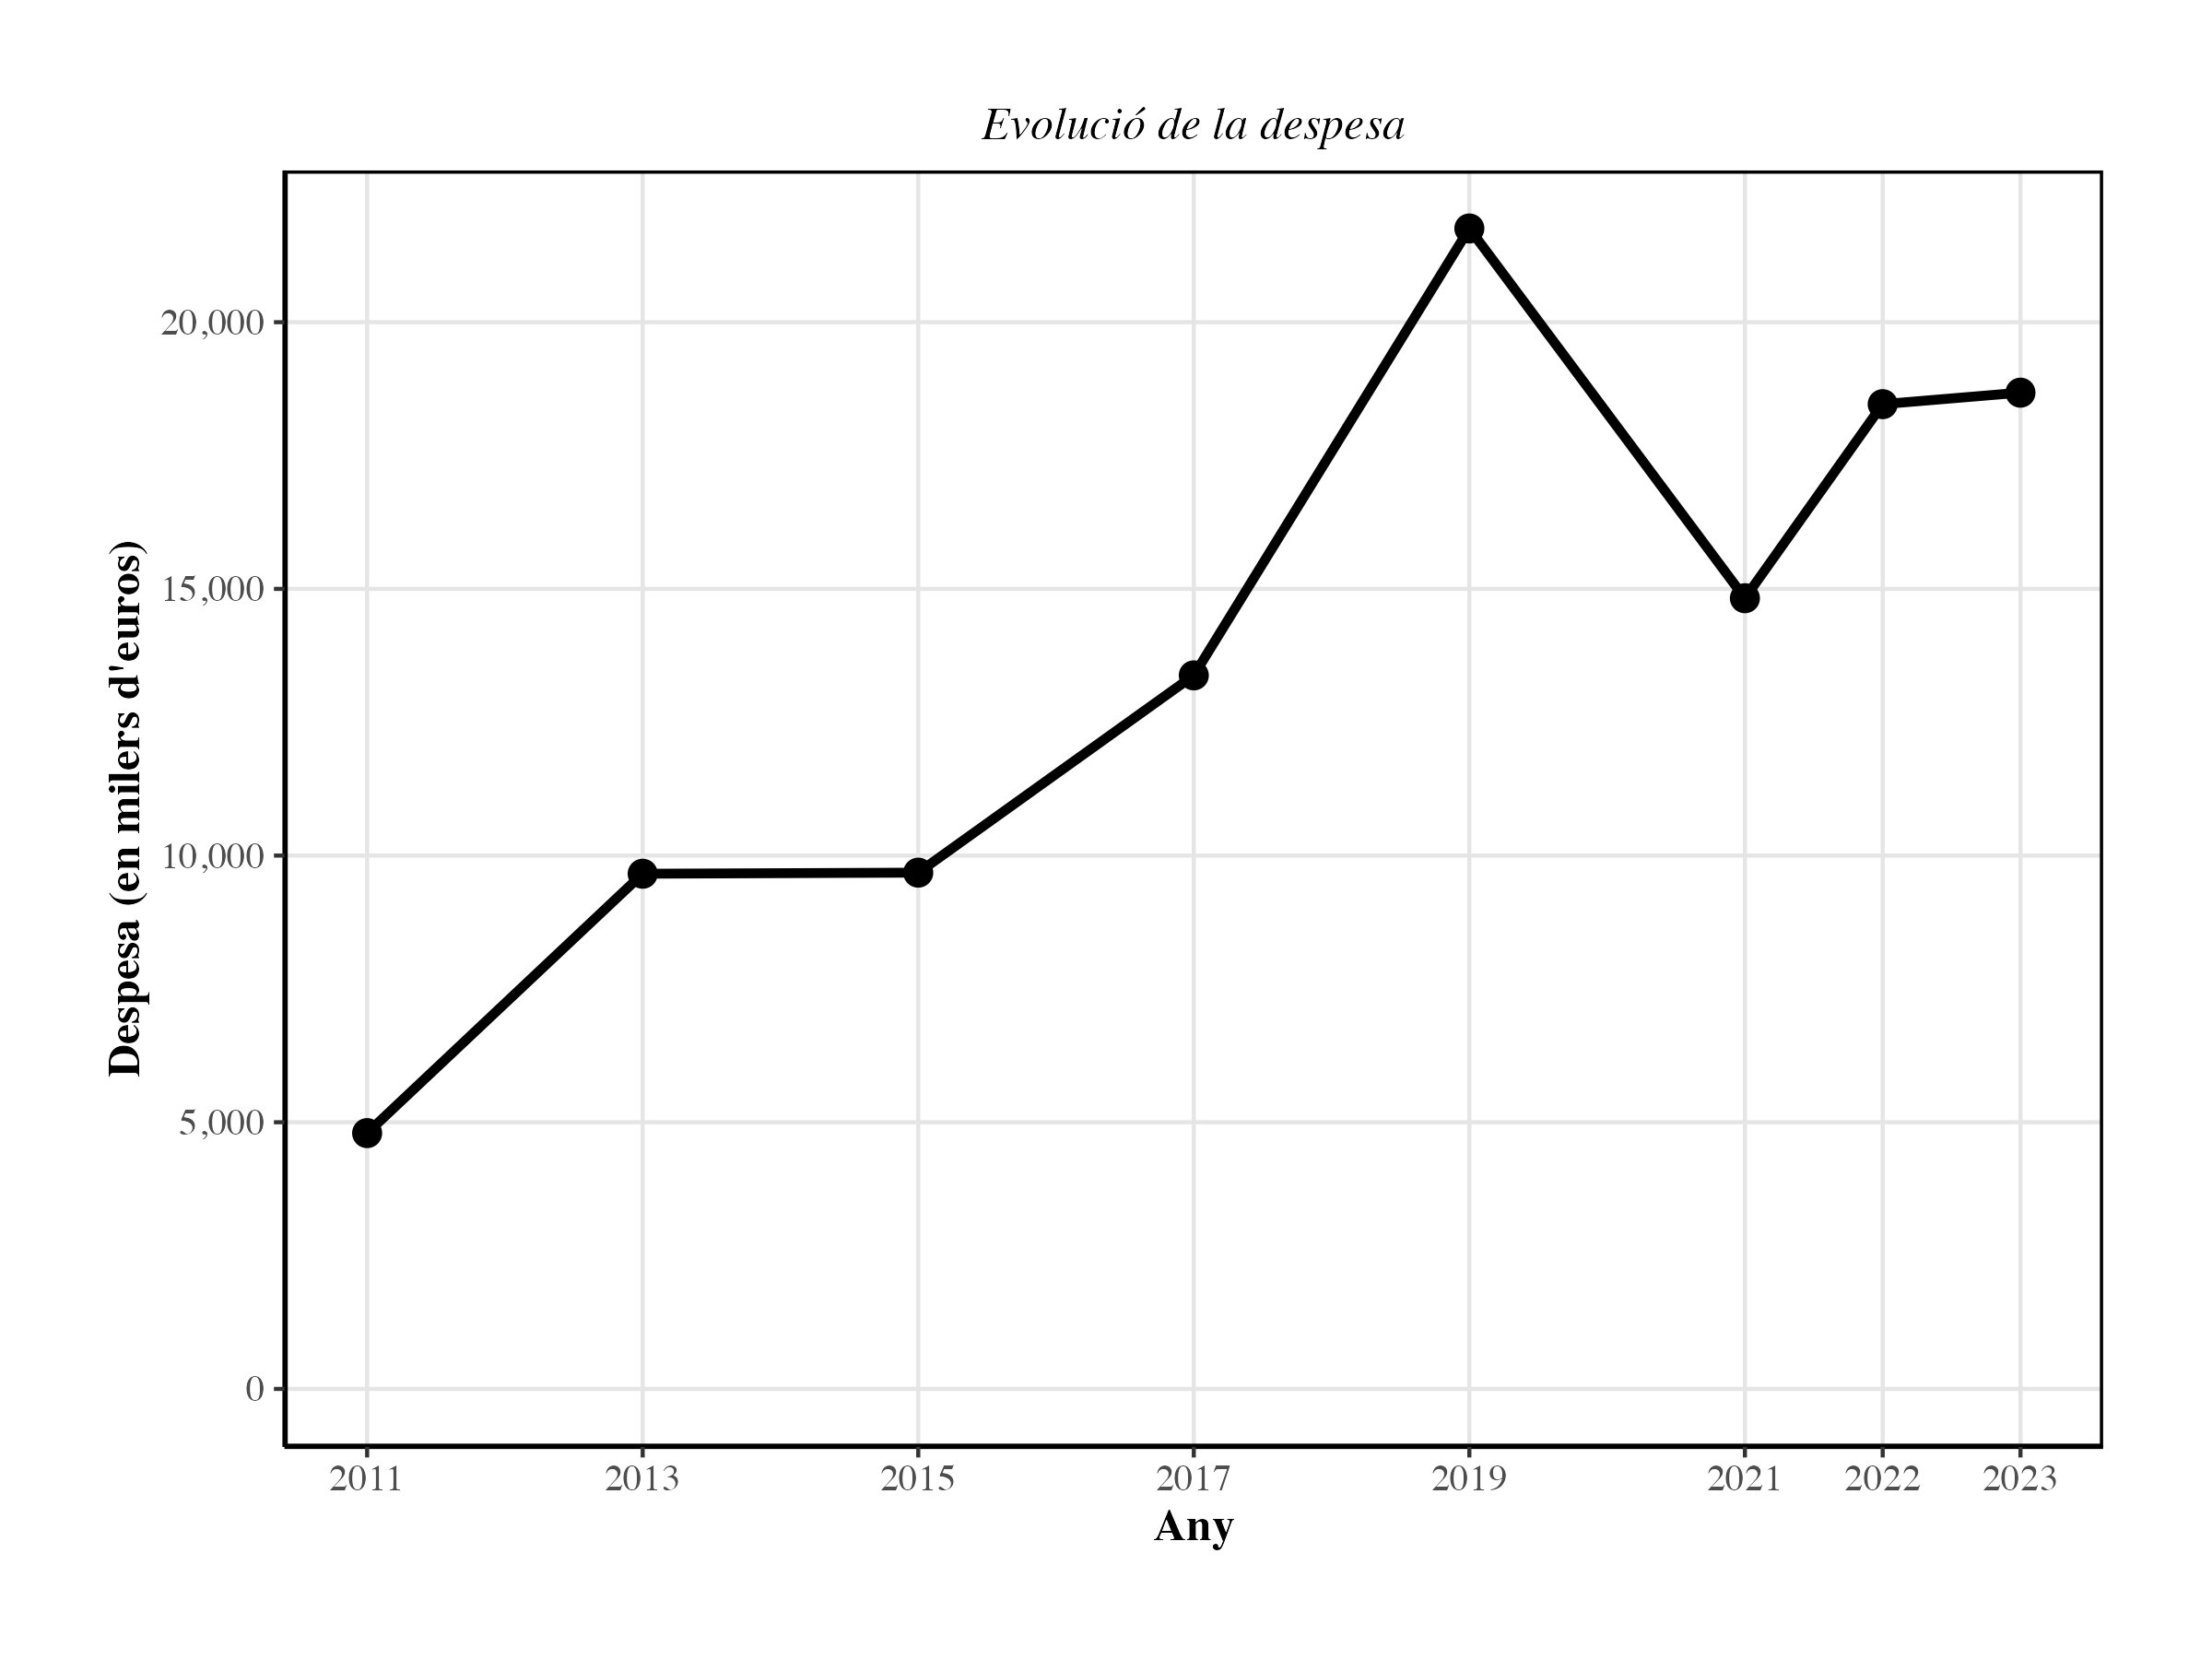 Evolució de la despesa
Despesa (en milers d'euros)
20,000
15,000
10,000
5,000
0
2011 2013 2015 2017 2019 2021 2022 2023
Any